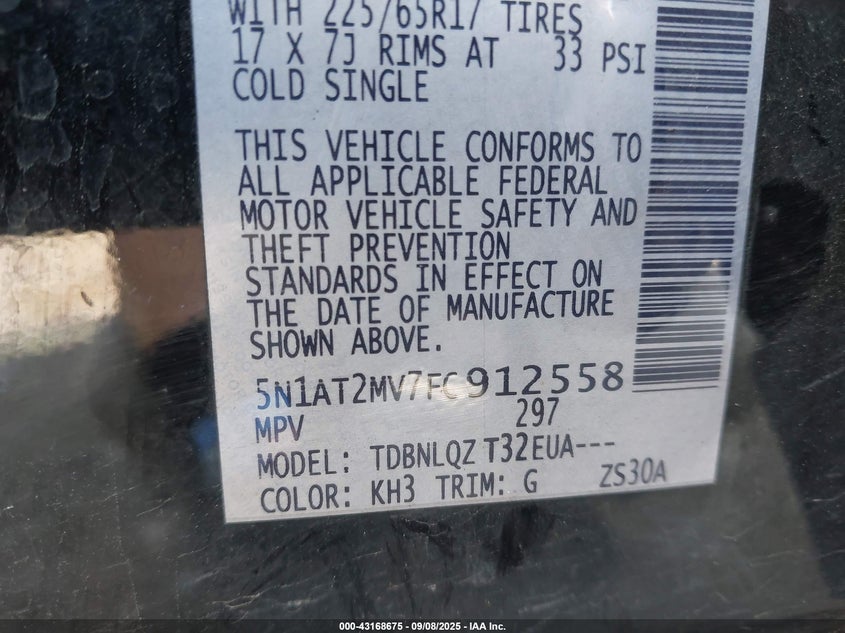 WITH 225/65R17 TIRES
17 X 7J RIMS AT 33 PSI
COLD SINGLE
THIS VEHICLE CONFORMS TO
ALL APPLICABLE FEDERAL
MOTOR VEHICLE SAFETY AND
THEFT PREVENTION
STANDARDS IN EFFECT ON
THE DATE OF MANUFACTURE
SHOWN ABOVE.
5N1AT2MV7FC912558
MPV 297
MODEL: TDBNLQZ T32EUA---
COLOR: KH3 TRIM: G ZS30A
000-43168675 - 09/08/2025 - IAA Inc.